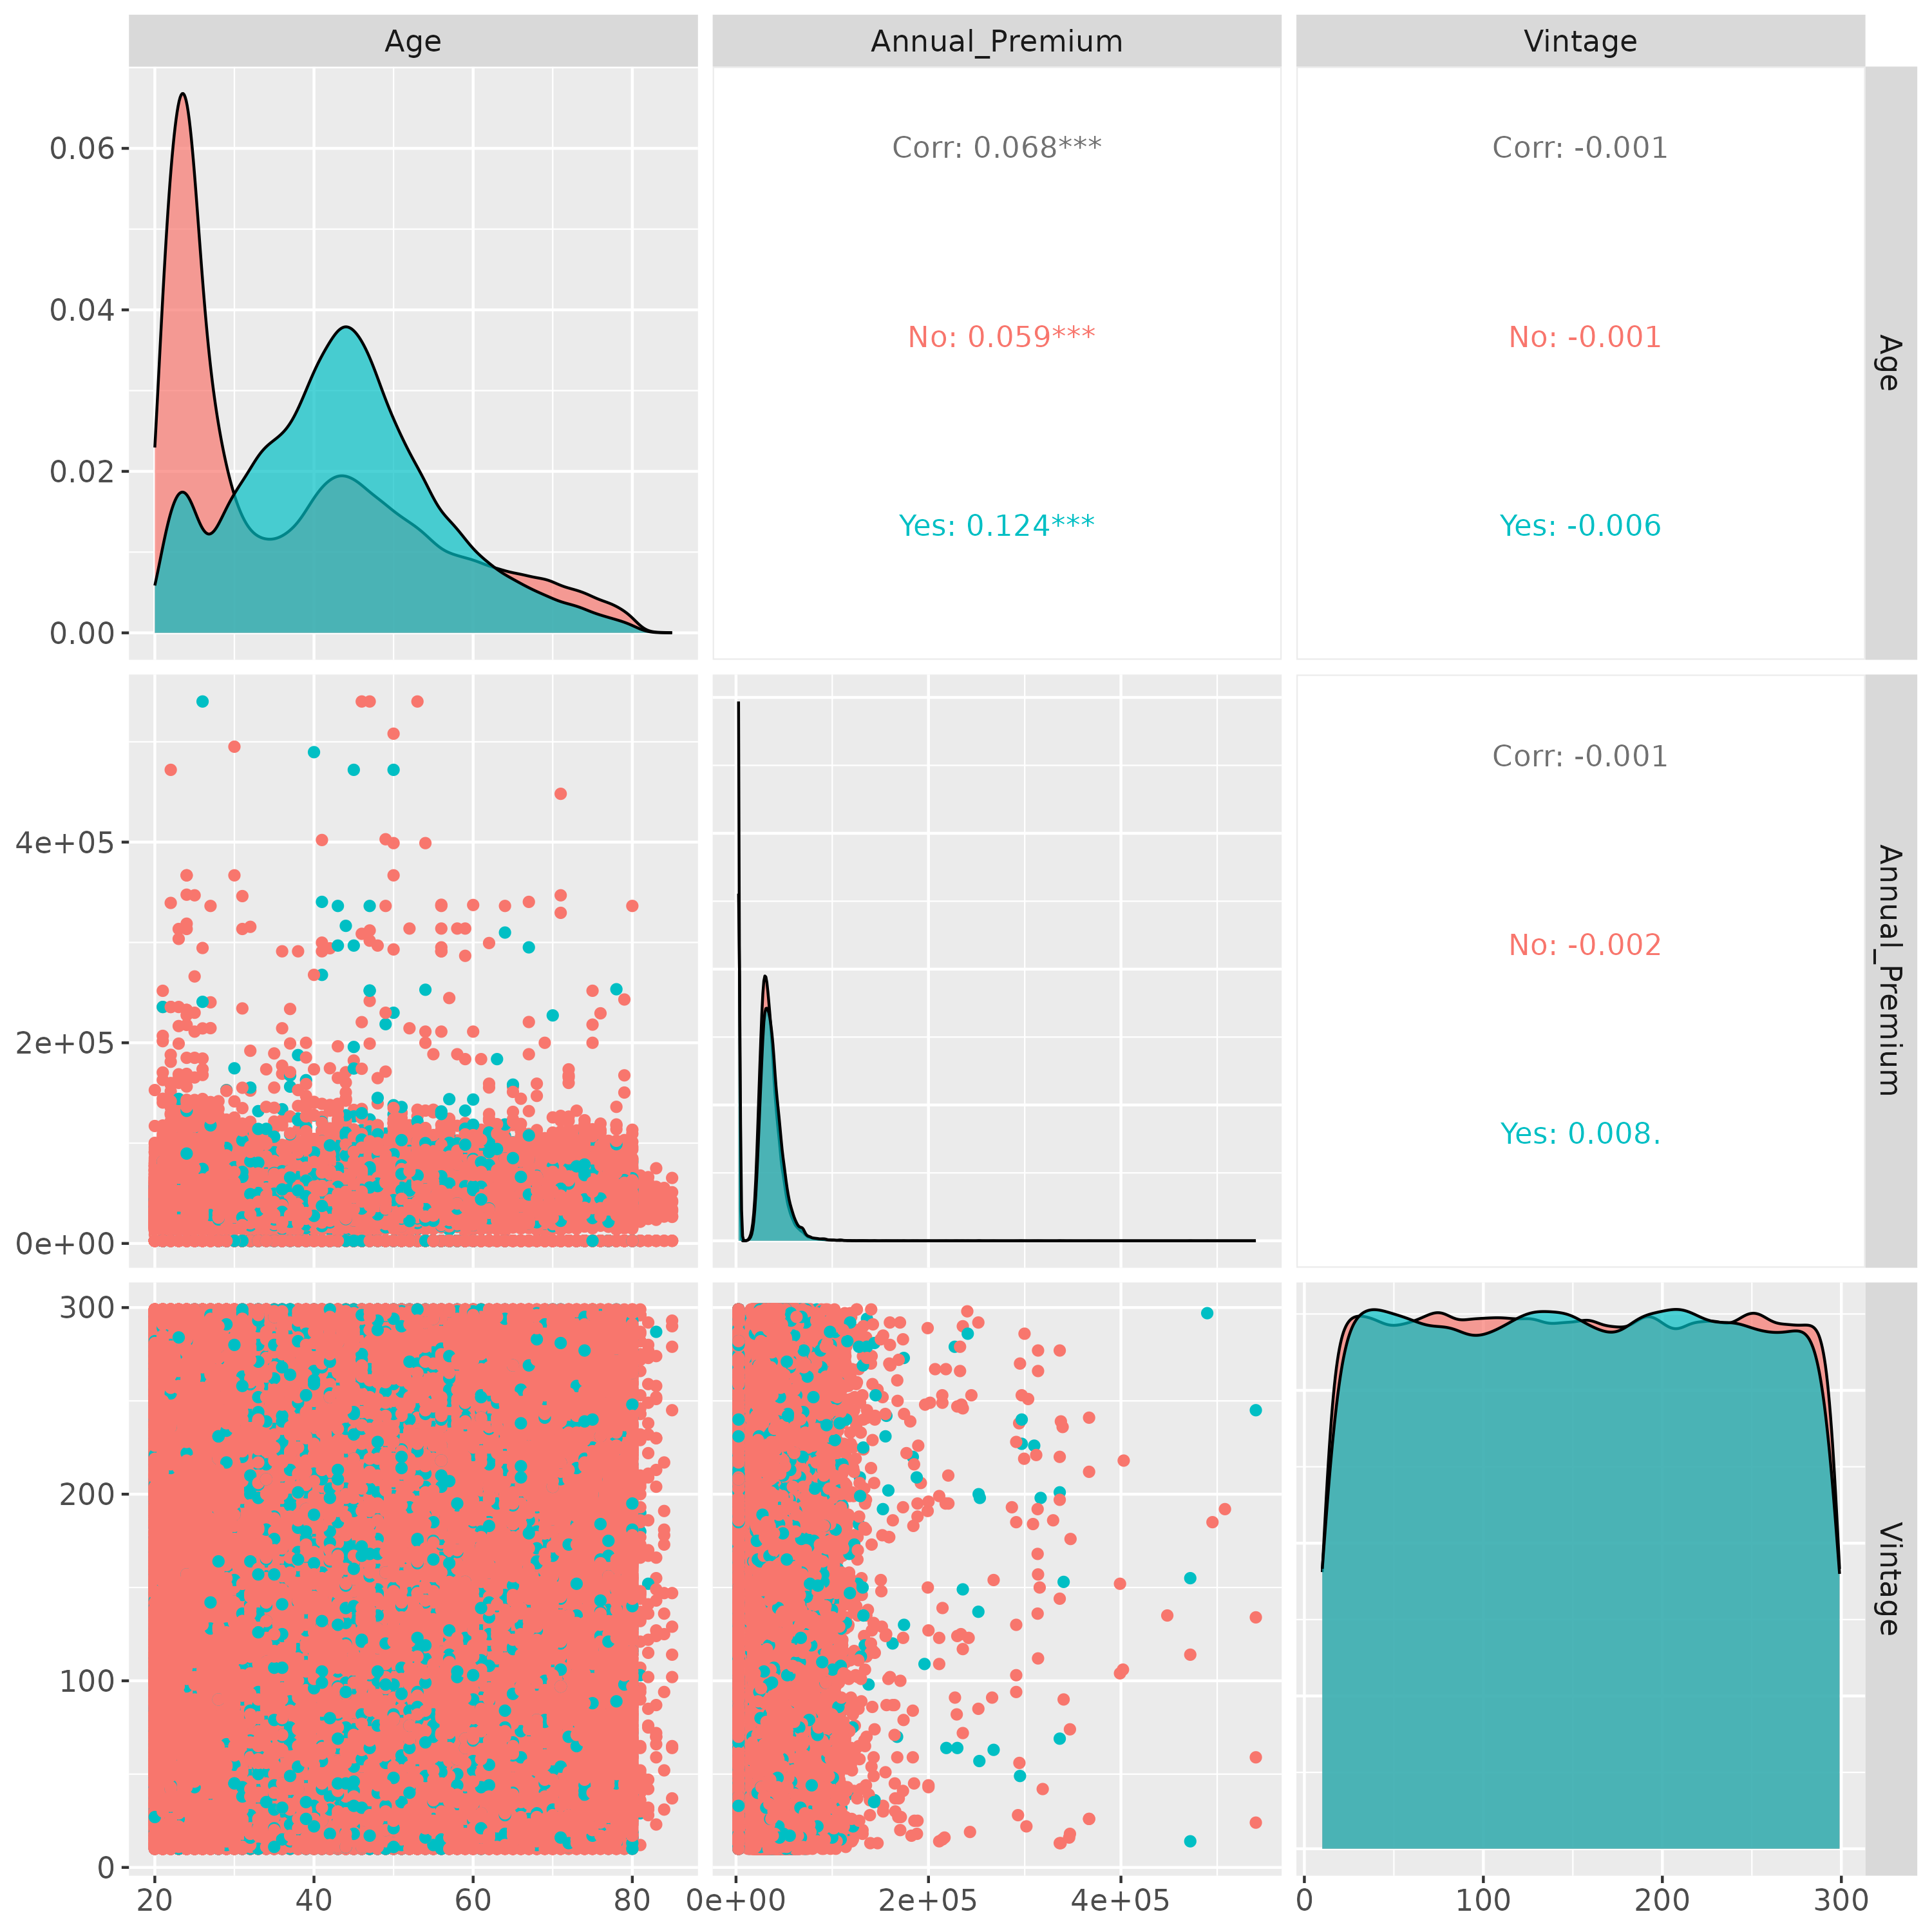 Age
Annual_Premium
Vintage
0.06
0.04
0.02
0.00
Corr: 0.068***
No: 0.059***
Yes: 0.124***
Corr: -0.001
No: -0.001
Yes: -0.006
Age
4e+05
2e+05
0e+00
Corr: -0.001
No: -0.002
Yes: 0.008.
Annual_Premium
300
200
100
0
Vintage
20 40 60 80
0e+00 2e+05 4e+05
0 100 200 300